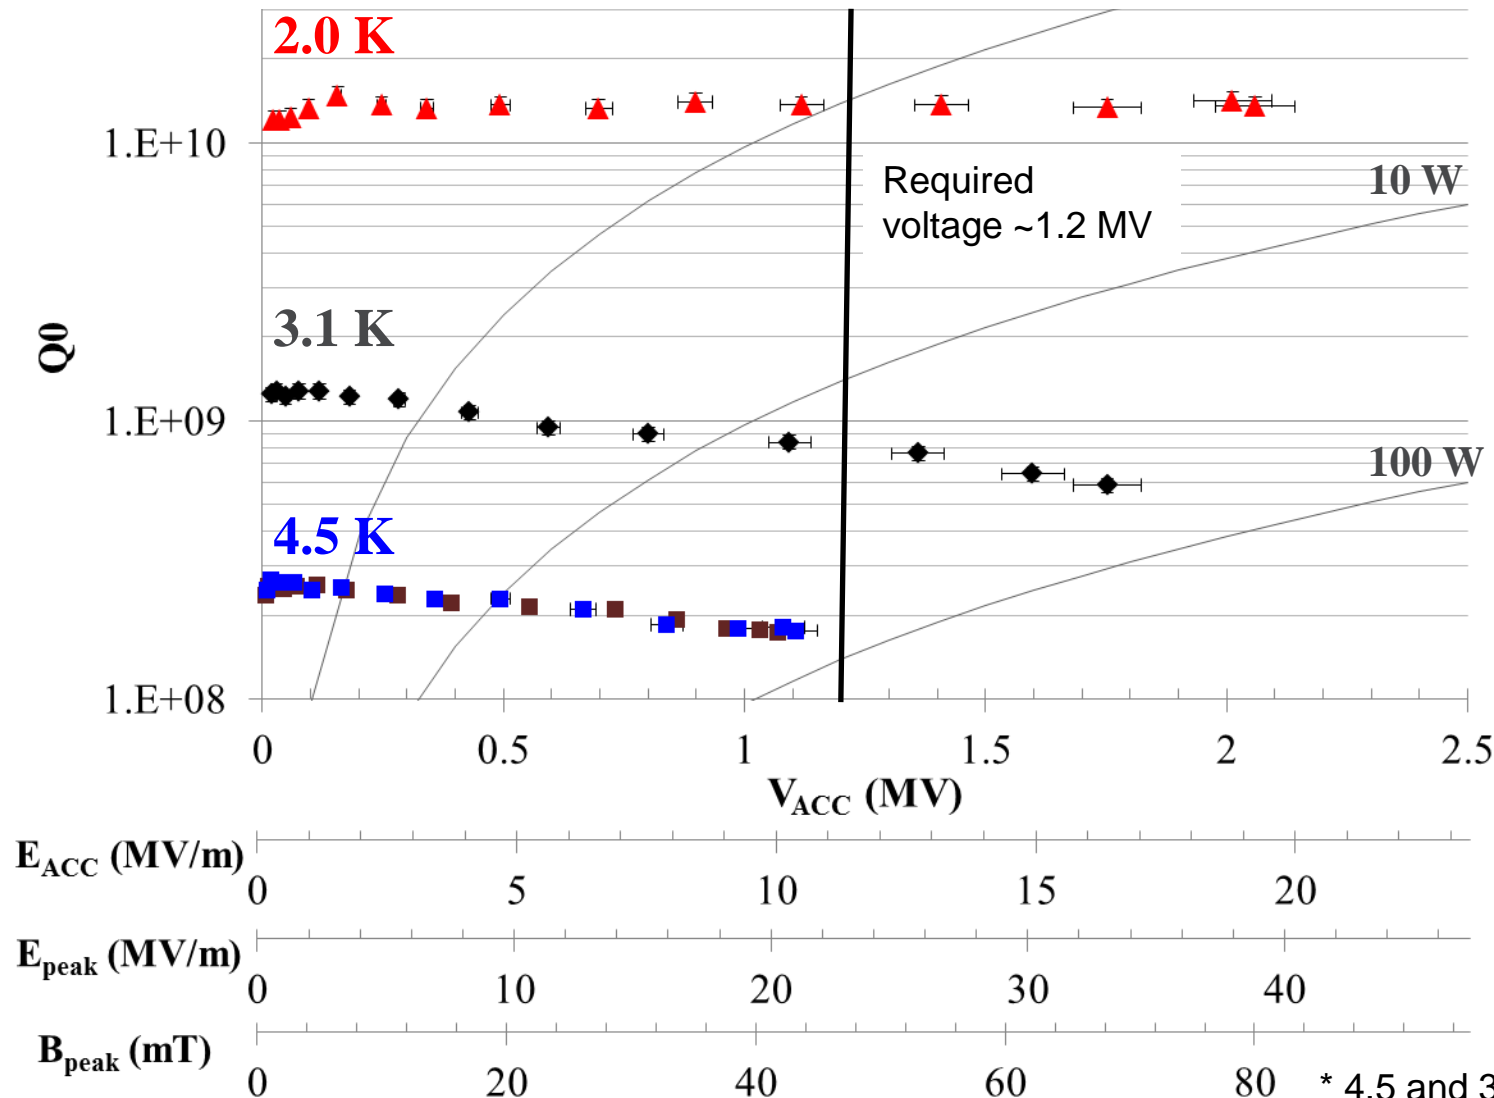 2.0 K
1.E+10
Required
voltage ~1.2 MV
10 W
3.1 K
Q0
1.E+09
100 W
4.5 K
1.E+08
0 0.5 1 1.5 2 2.5
VACC (MV)
EACC (MV/m)
0 5 10 15 20
Epeak (MV/m)
0 10 20 30 40
Bpeak (mT)
0 20 40 60 80
* 4.5 and 3